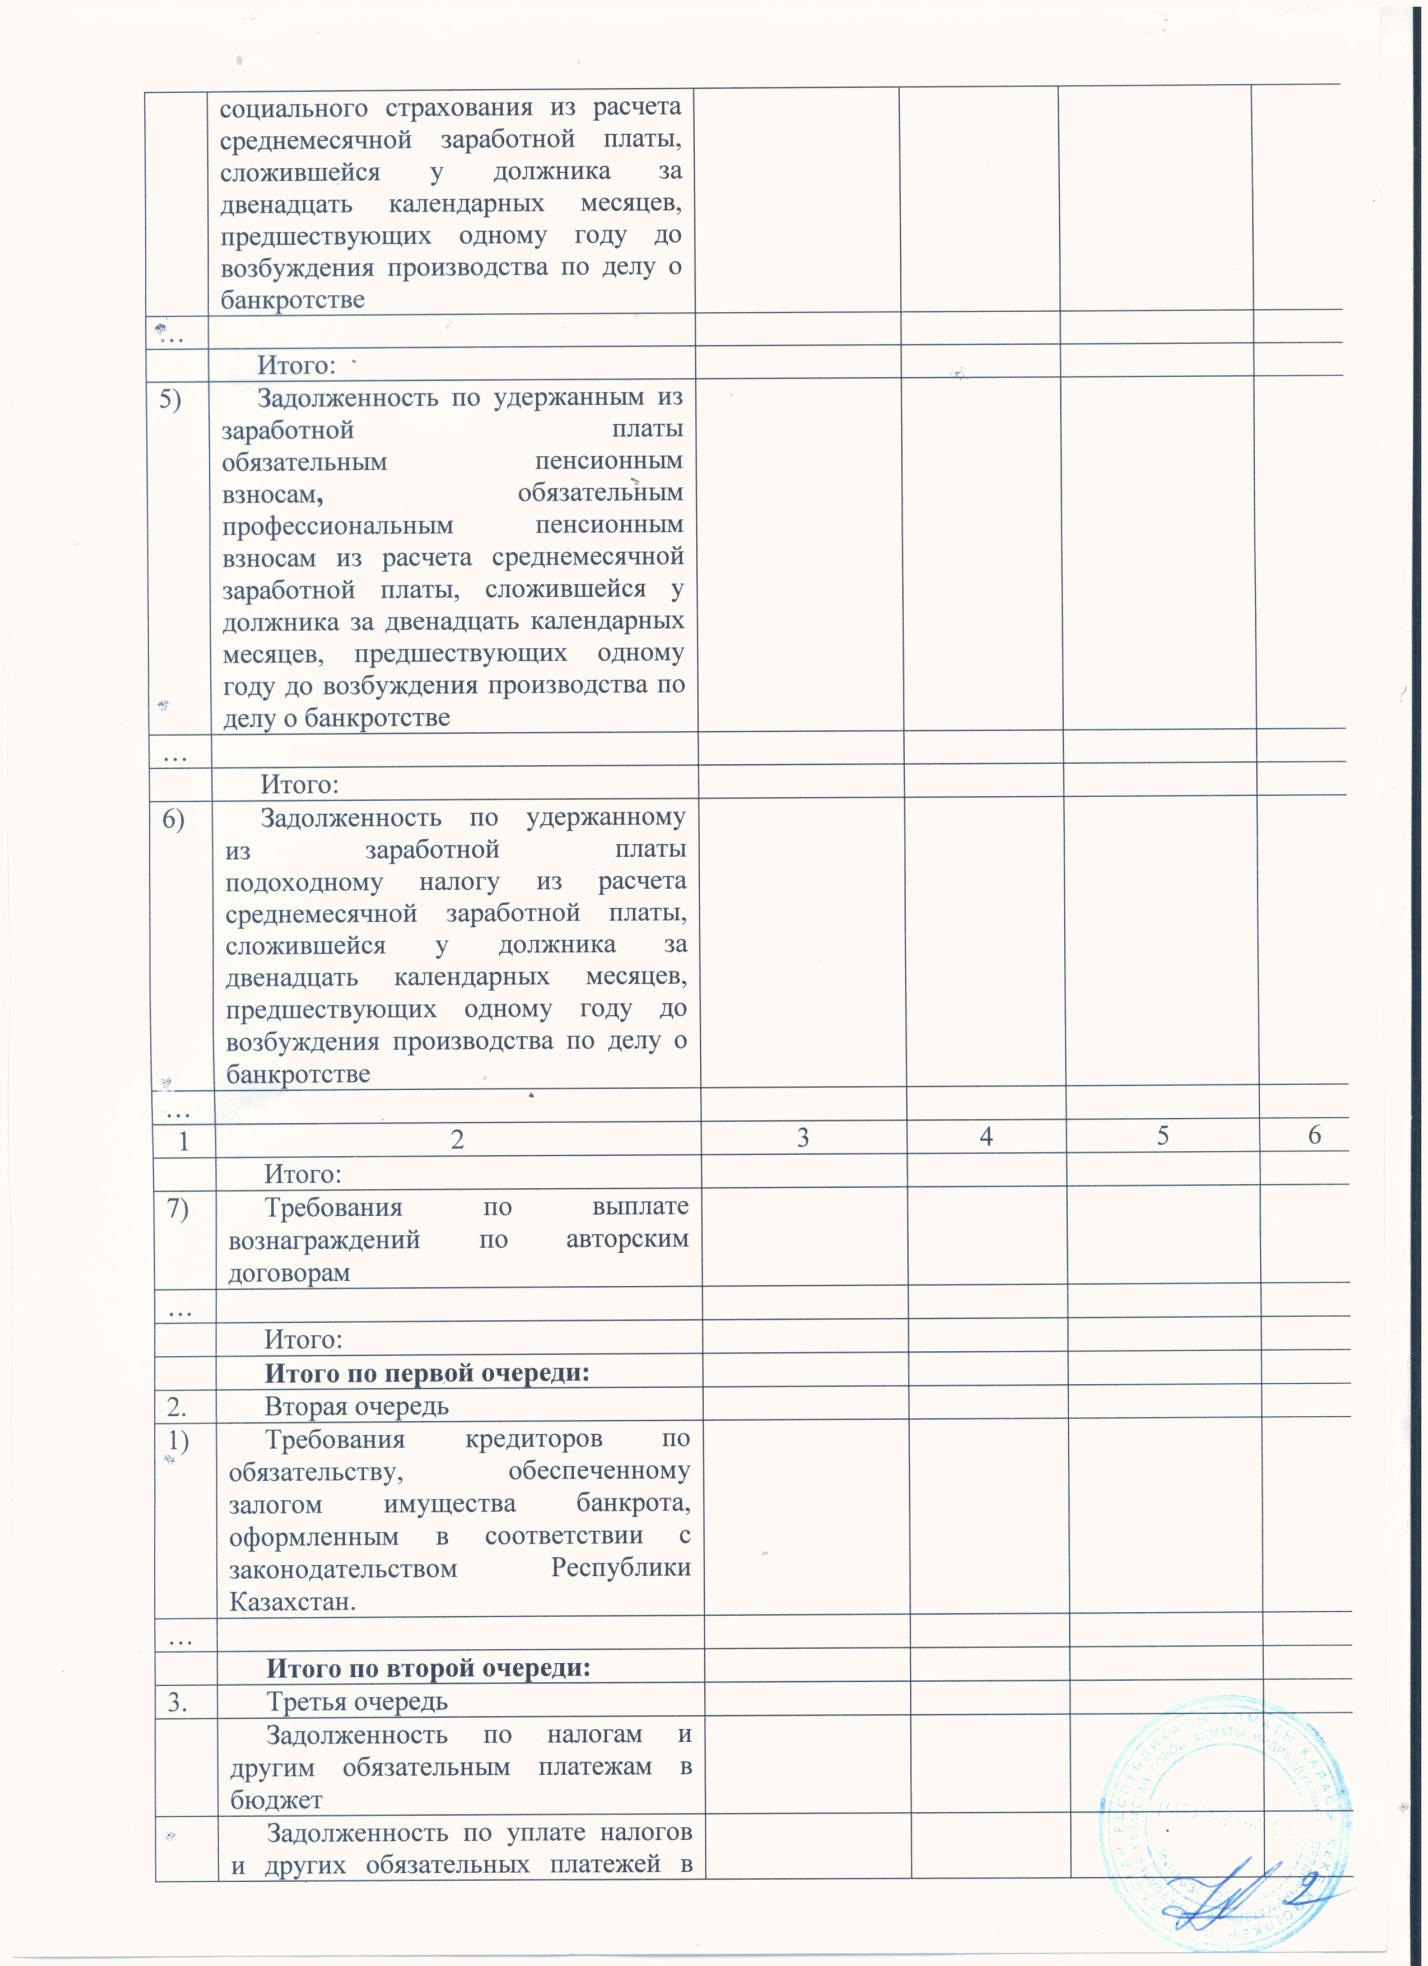 социального страхования из расчета
среднемесячной заработной платы,
сложившейся у должника за
двенадцать календарных месяцев,
предшествующих одному году до
возбуждения производства по делу о
банкротстве
...
Итого:
5) Задолженность по удержанным из
заработной платы
обязательным пенсионным
взносам, обязательным
профессиональным пенсионным
взносам из расчета среднемесячной
заработной платы, сложившейся у
должника за двенадцать календарных
месяцев, предшествующих одному
году до возбуждения производства по
делу о банкротстве
...
Итого:
6) Задолженность по удержанному
из заработной платы
подоходному налогу из расчета
среднемесячной заработной платы,
сложившейся у должника за
двенадцать календарных месяцев,
предшествующих одному году до
возбуждения производства по делу о
банкротстве
...
1 2 3 4 5 6
Итого:
7) Требования по выплате
вознаграждений по авторским
договорам
...
Итого:
Итого по первой очереди:
2. Вторая очередь
1) Требования кредиторов по
обязательству, обеспеченному
залогом имущества банкрота,
оформленным в соответствии с
законодательством Республики
Казахстан.
...
Итого по второй очереди:
3. Третья очередь
Задолженность по налогам и
другим обязательным платежам в
бюджет
Задолженность по уплате налогов
и других обязательных платежей в
РЕСПУБЛИКАСЫ АЛМАТЫ ҚАЛАСЫ
ГОРОД АЛМАТЫ
2